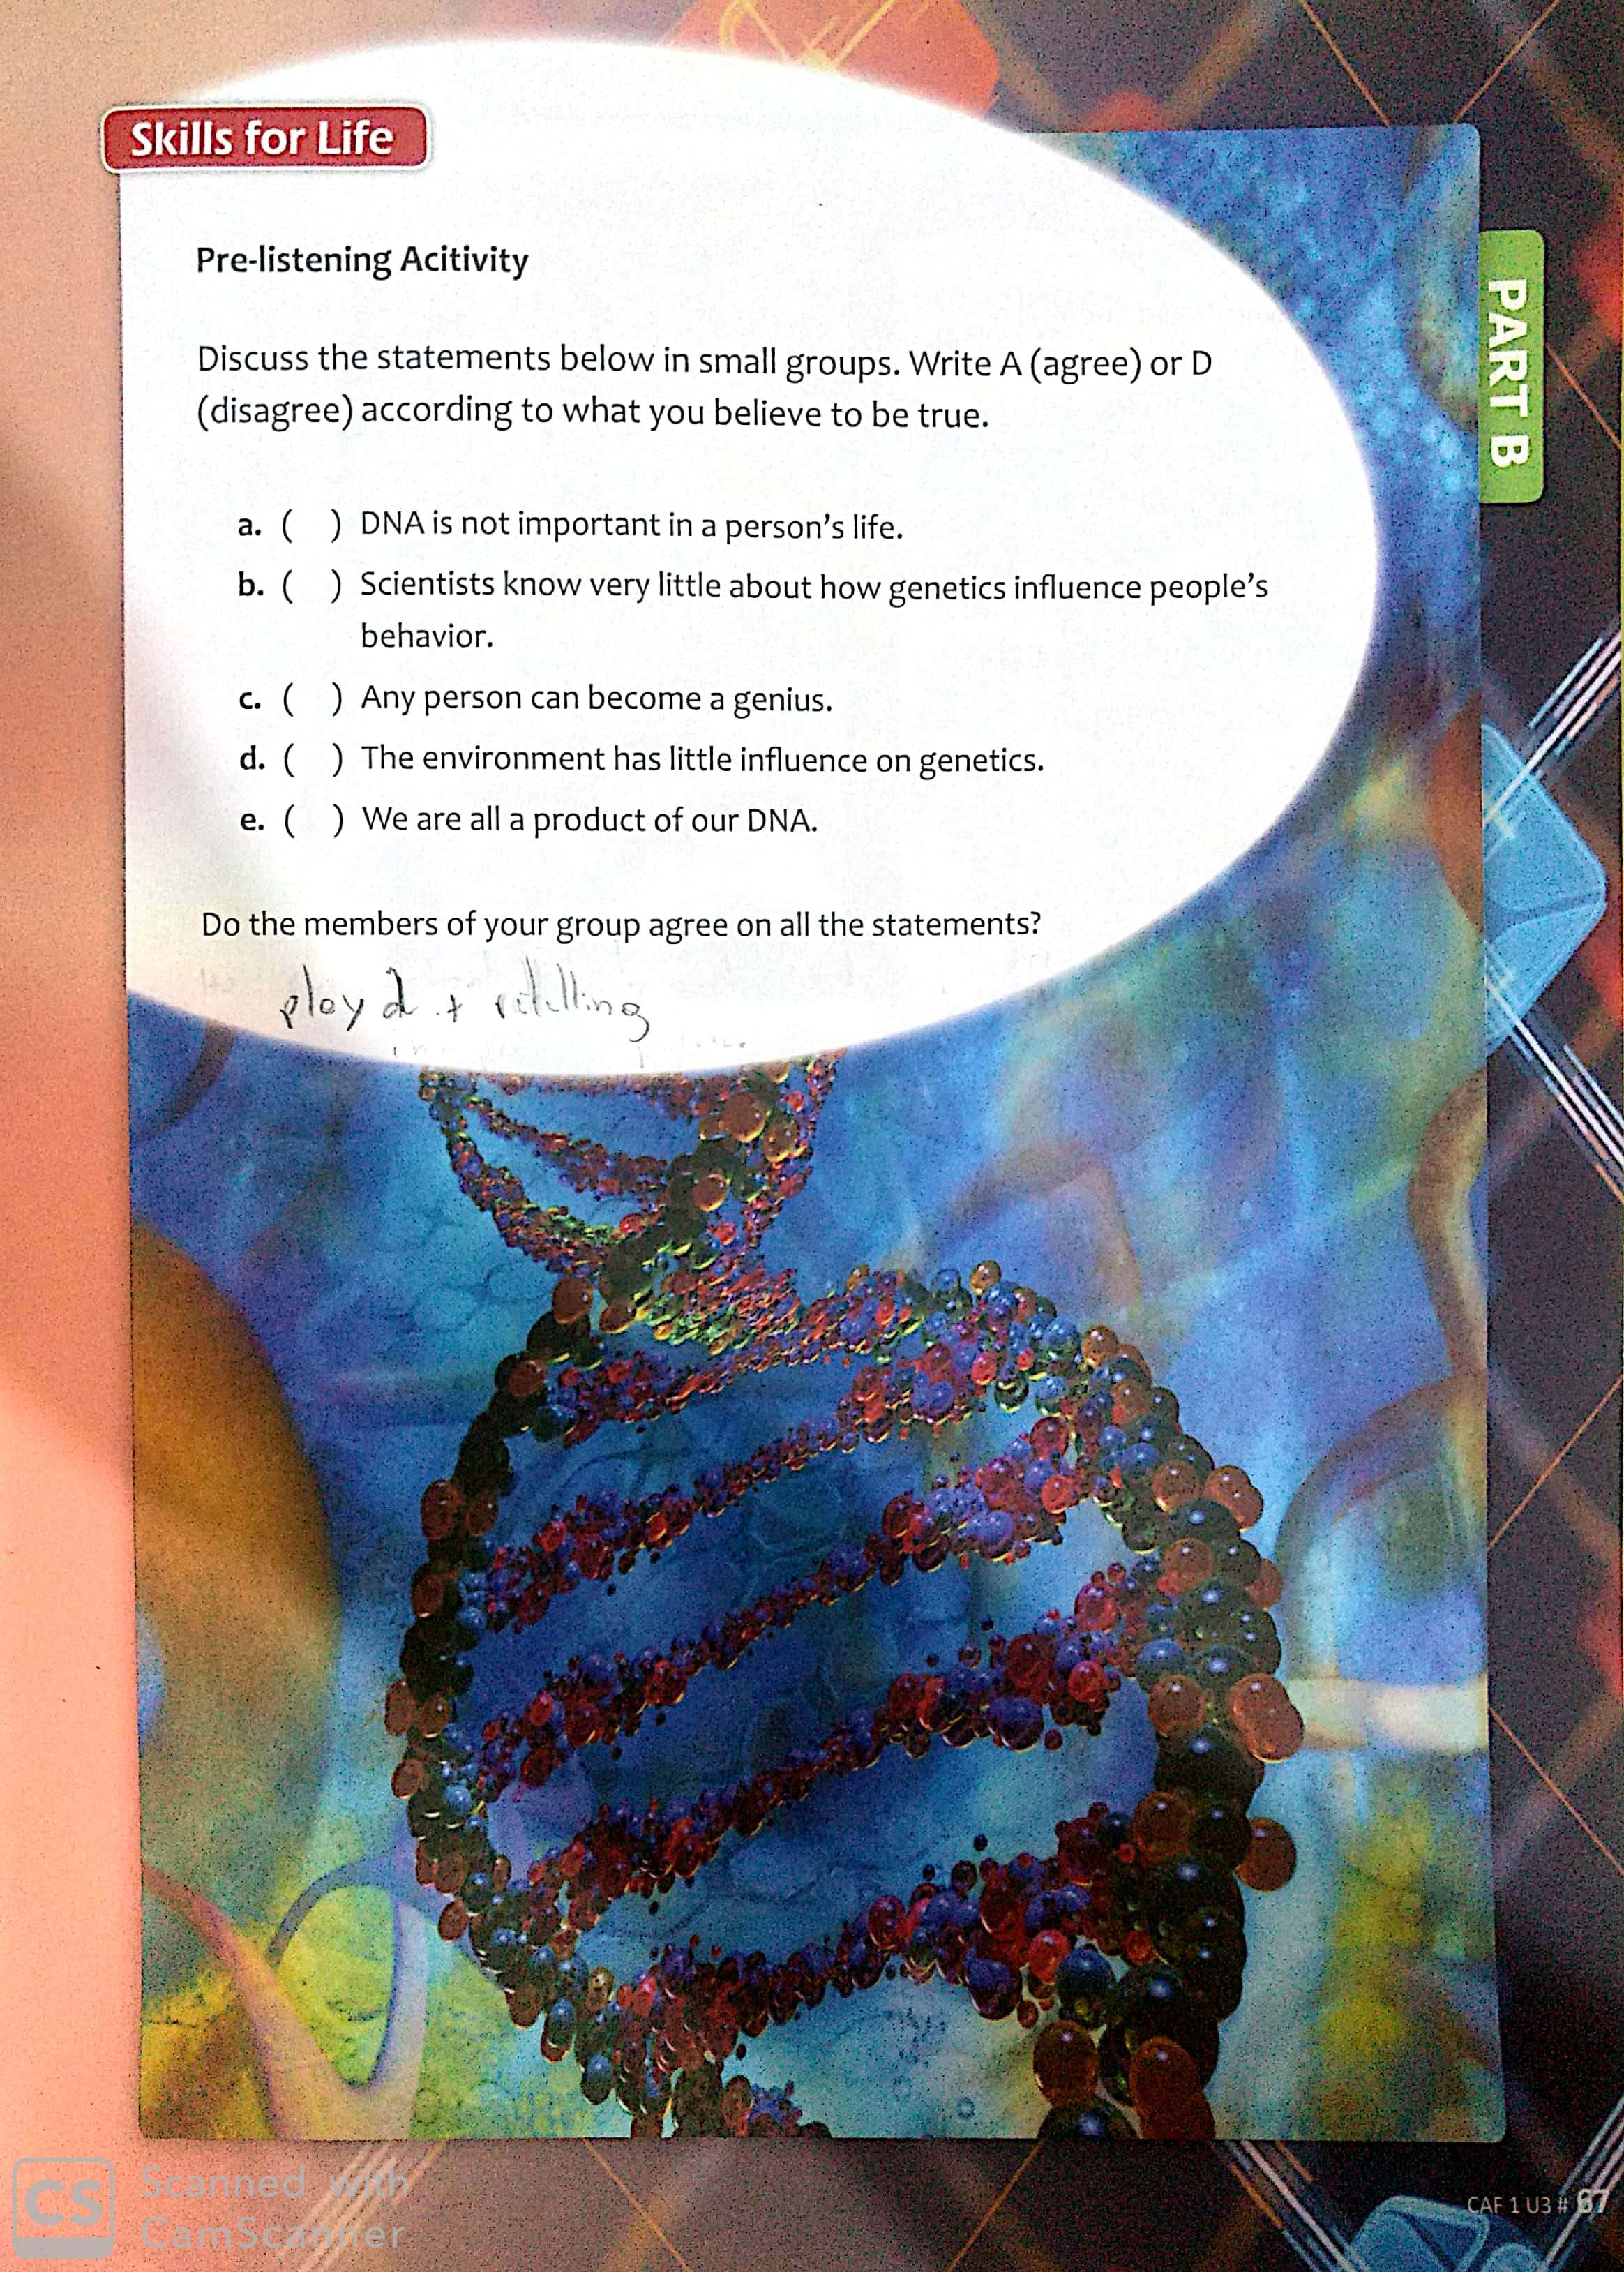 Skills for Life
PART B
Pre-listening Acitivity
Discuss the statements below in small groups. Write A (agree) or D
(disagree) according to what you believe to be true.
a. ( ) DNA is not important in a person's life.
b. ( ) Scientists know very little about how genetics influence people's
behavior.
c. ( ) Any person can become a genius.
d. ( ) The environment has little influence on genetics.
e. ( ) We are all a product of our DNA.
Do the members of your group agree on all the statements?
play 2 + retelling
CAF 1 U3 # 67
CS Scanned with
CamScanner